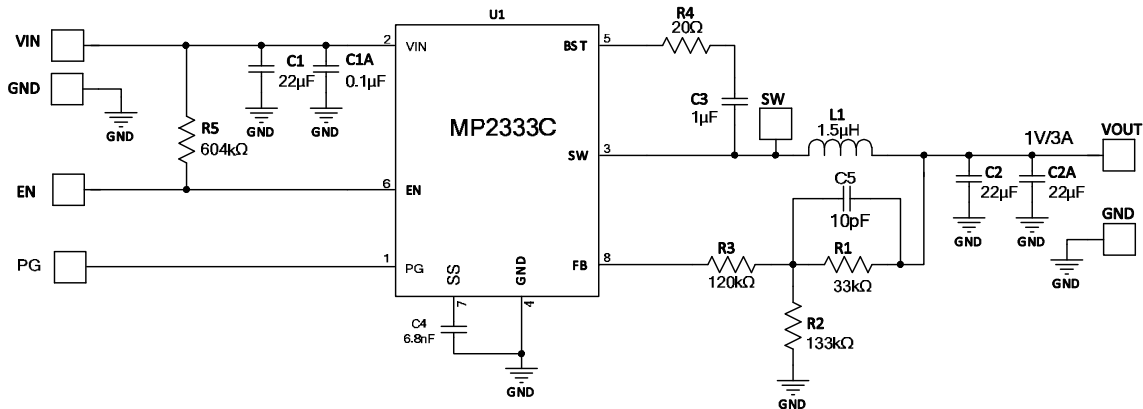 U1
VIN
GND
GND
R5
604kΩ
C1
22µF
GND
C1A
0.1µF
GND
EN
PG
2
VIN
6
EN
1
PG
MP2333C
BST
5
SW
3
FB
8
SS
7
GND
4
C4
6.8nF
GND
R4
20Ω
C3
1µF
SW
L1
1.5µH
C5
10pF
R3
120kΩ
R1
33kΩ
R2
133kΩ
GND
1V/3A
VOUT
C2
22µF
GND
C2A
22µF
GND
GND
GND